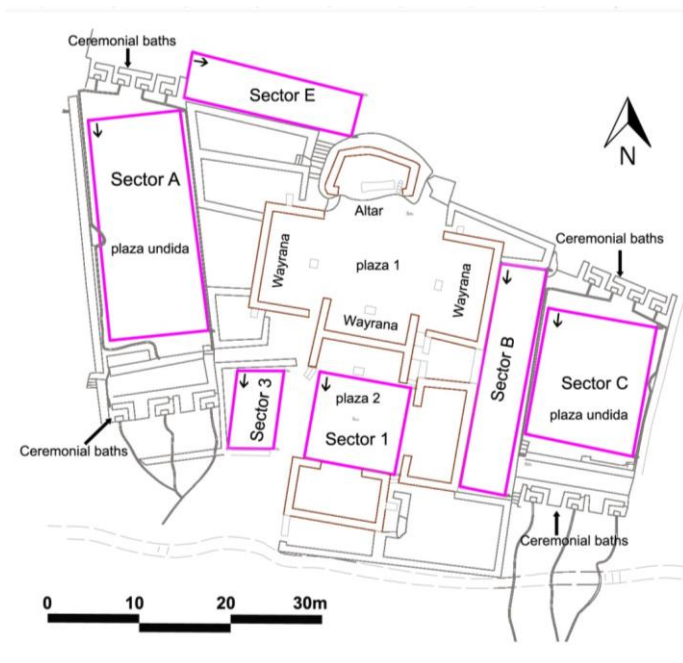 Ceremonial baths
Sector E
Sector A
plaza undida
N
Altar
Wayrana
plaza 1
Wayrana
Wayrana
Ceremonial baths
Sector B
Sector C
plaza undida
Sector 3
plaza 2
Sector 1
Ceremonial baths
Ceremonial baths
0 10 20 30m